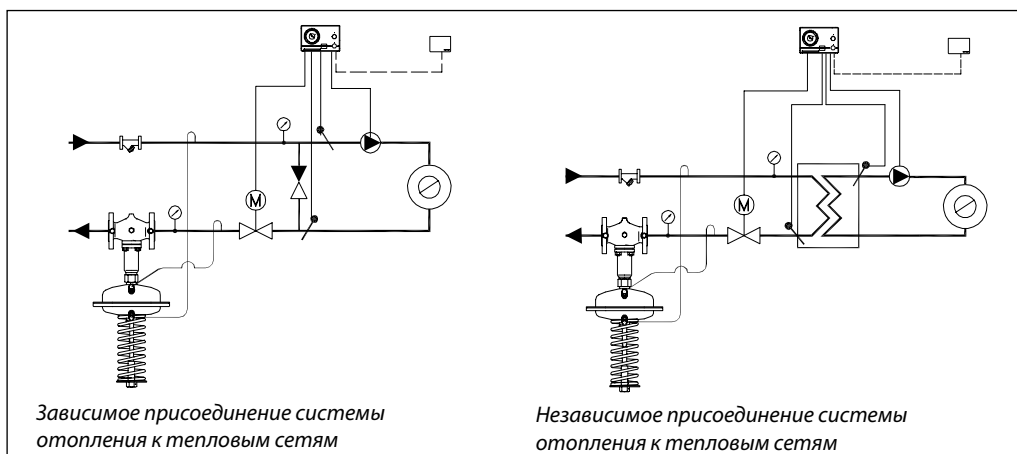 M
M
Зависимое присоединение системы
отопления к тепловым сетям
Независимое присоединение системы
отопления к тепловым сетям